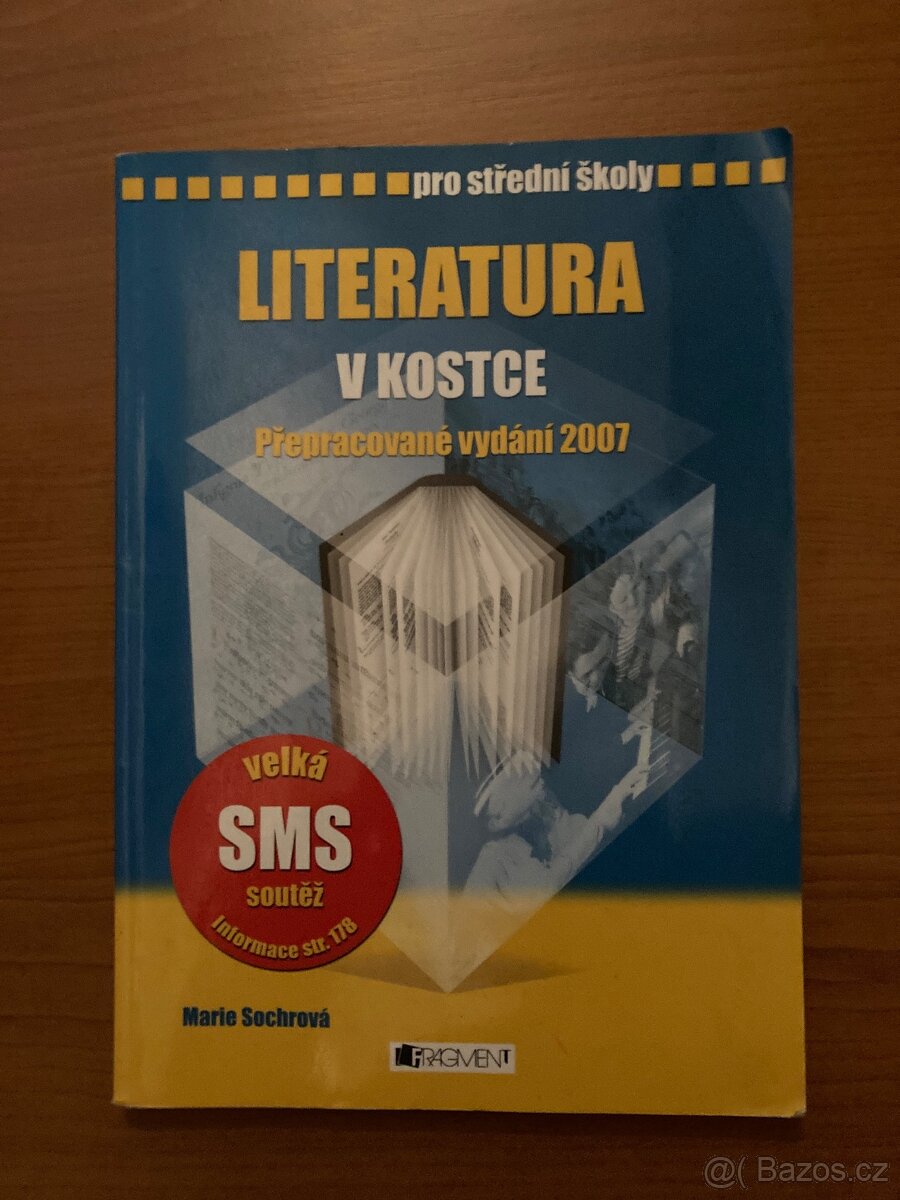 pro střední školy
LITERATURA
V KOSTCE
Přepracované vydání 2007
velká
SMS
soutěž
Informace str. 178
Marie Sochrová
FRAGMENT
@( Bazos.cz